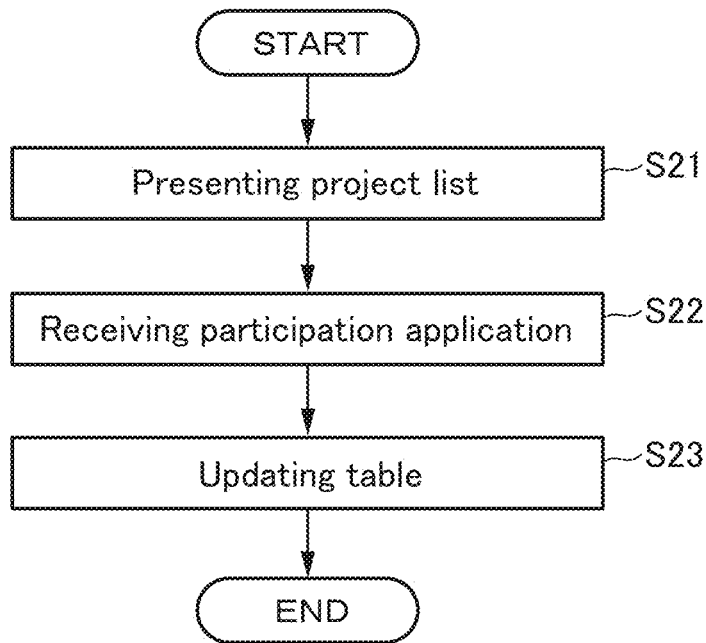 START
Presenting project list
S21
Receiving participation application
S22
Updating table
S23
END